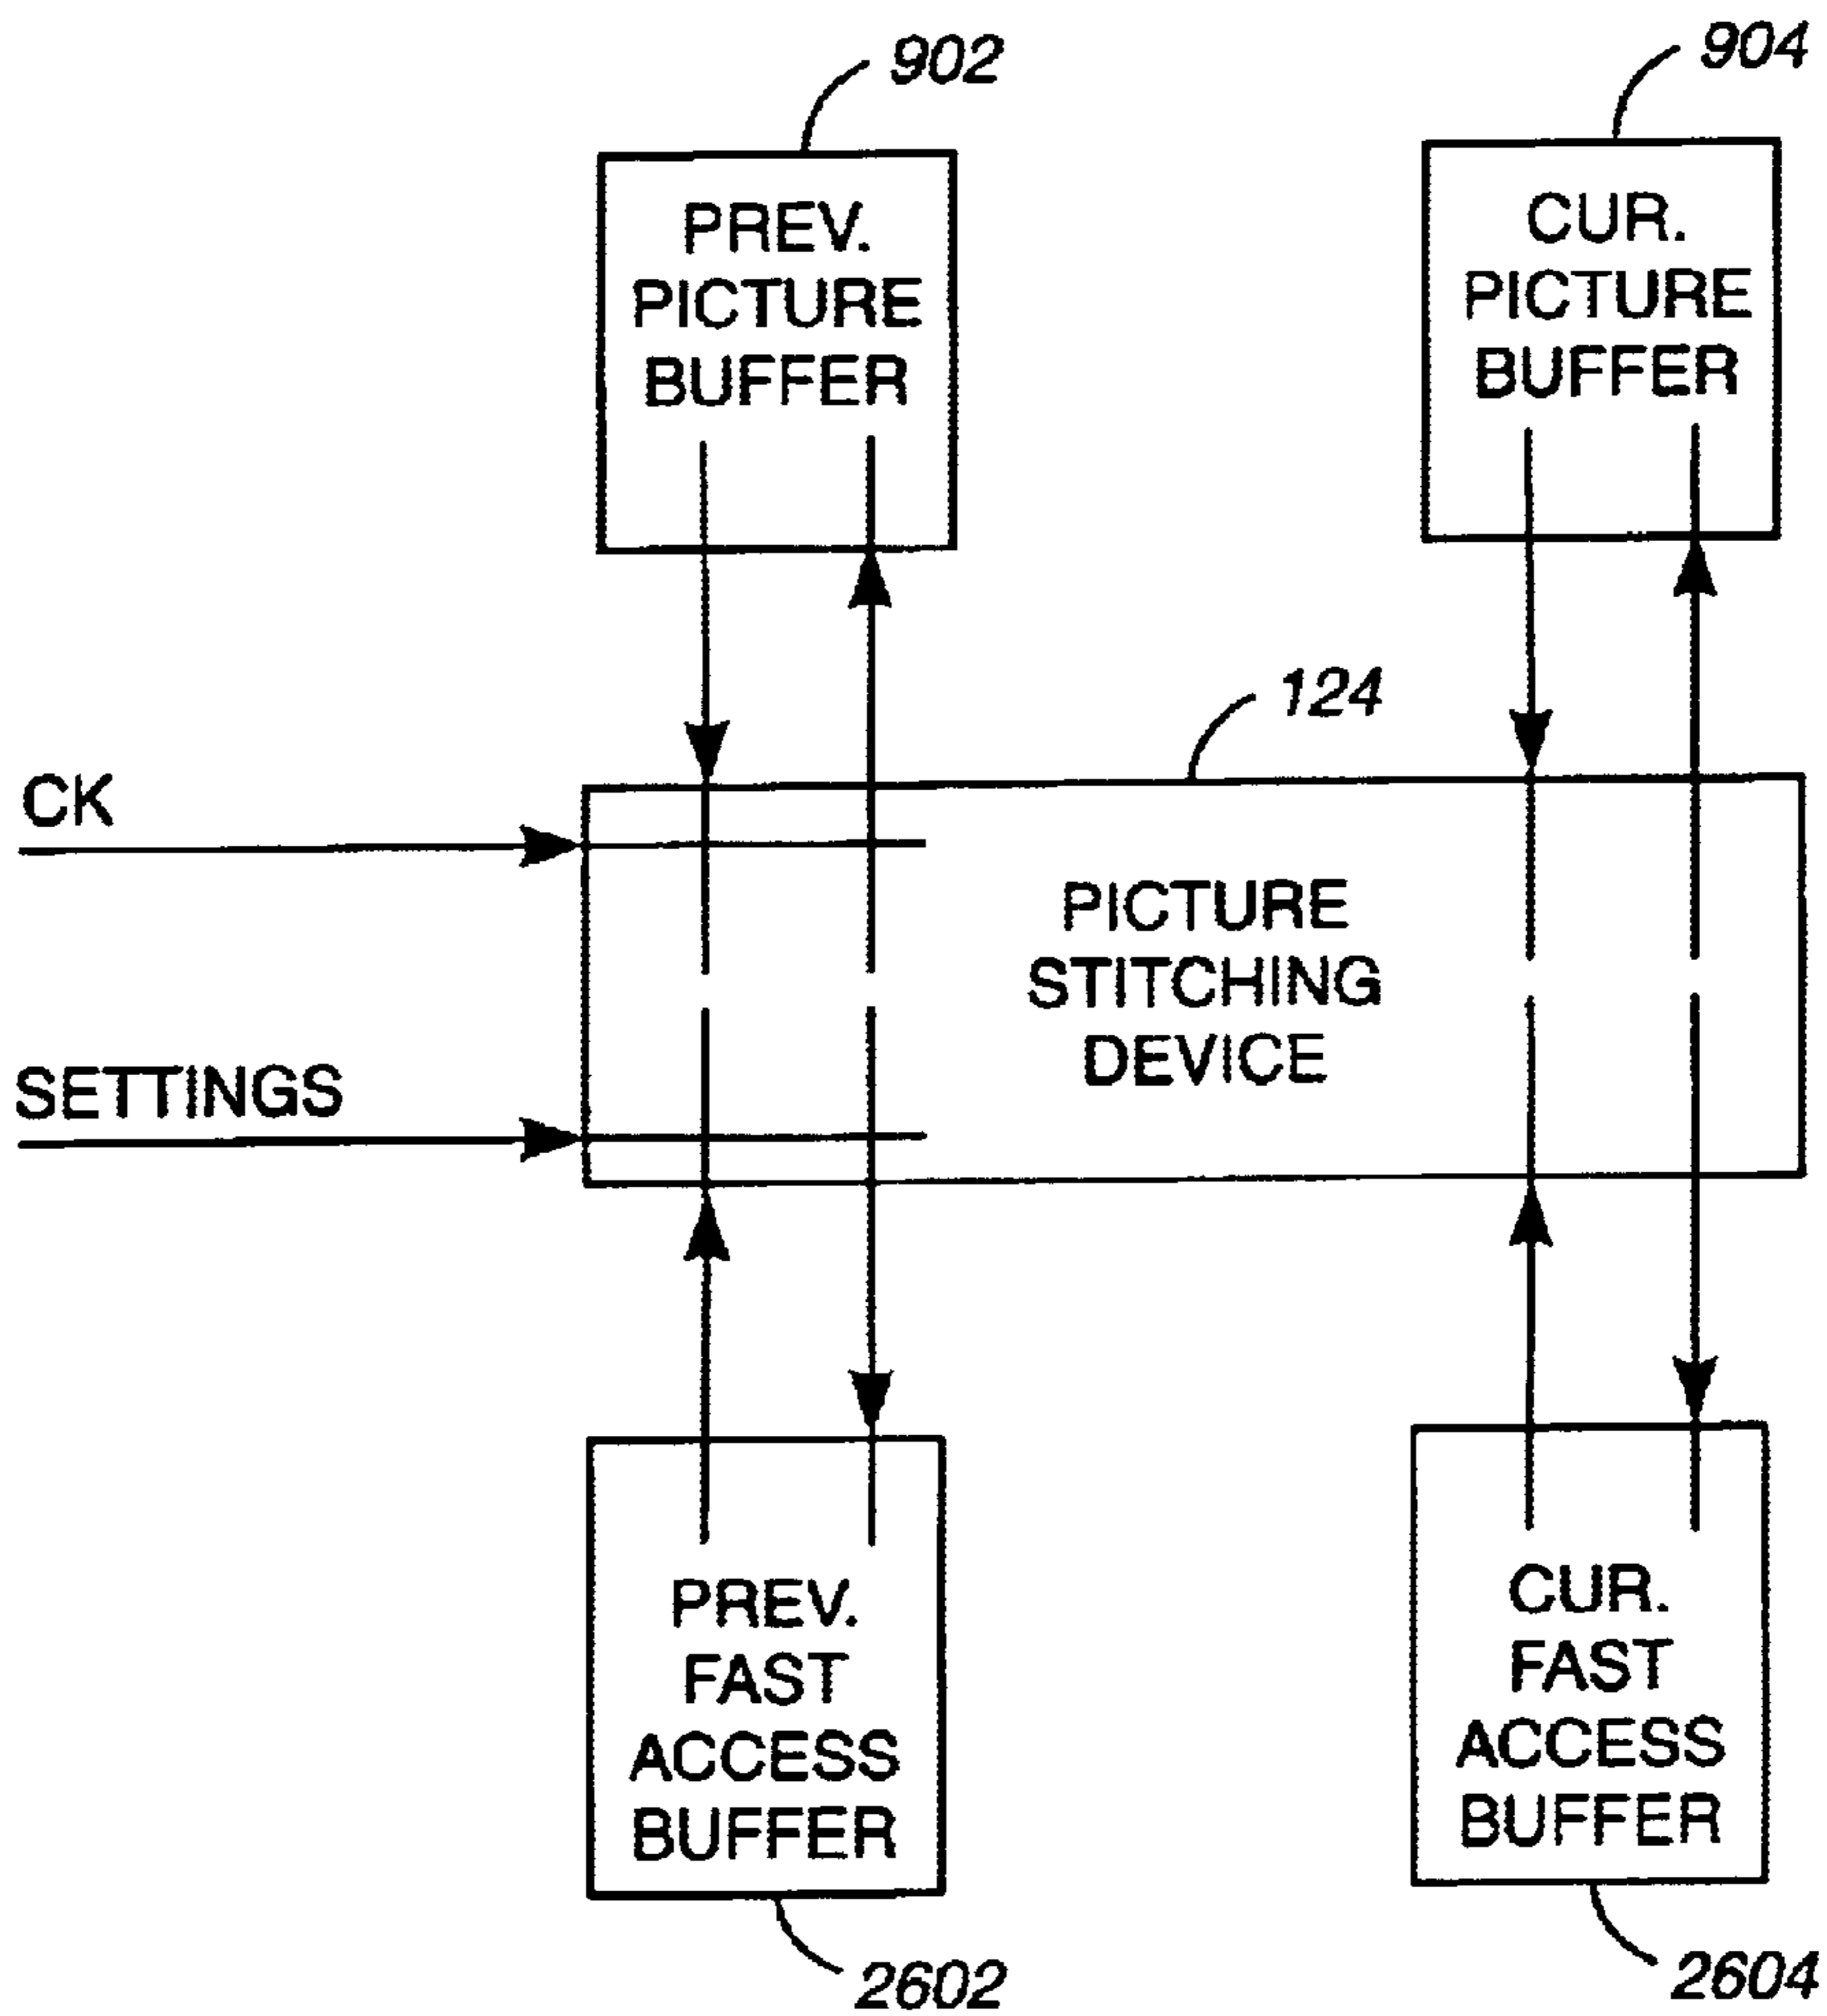 902
904
PREV.
PICTURE
BUFFER
CUR.
PICTURE
BUFFER
124
CK
PICTURE
STITCHING
DEVICE
SETTINGS
PREV.
FAST
ACCESS
BUFFER
CUR.
FAST
ACCESS
BUFFER
2602
2604